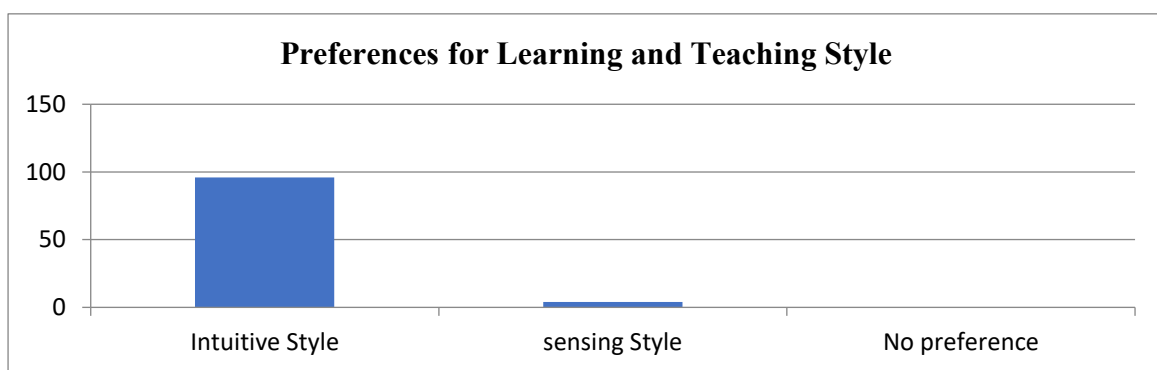 Preferences for Learning and Teaching Style
150
100
50
0
Intuitive Style sensing Style No preference